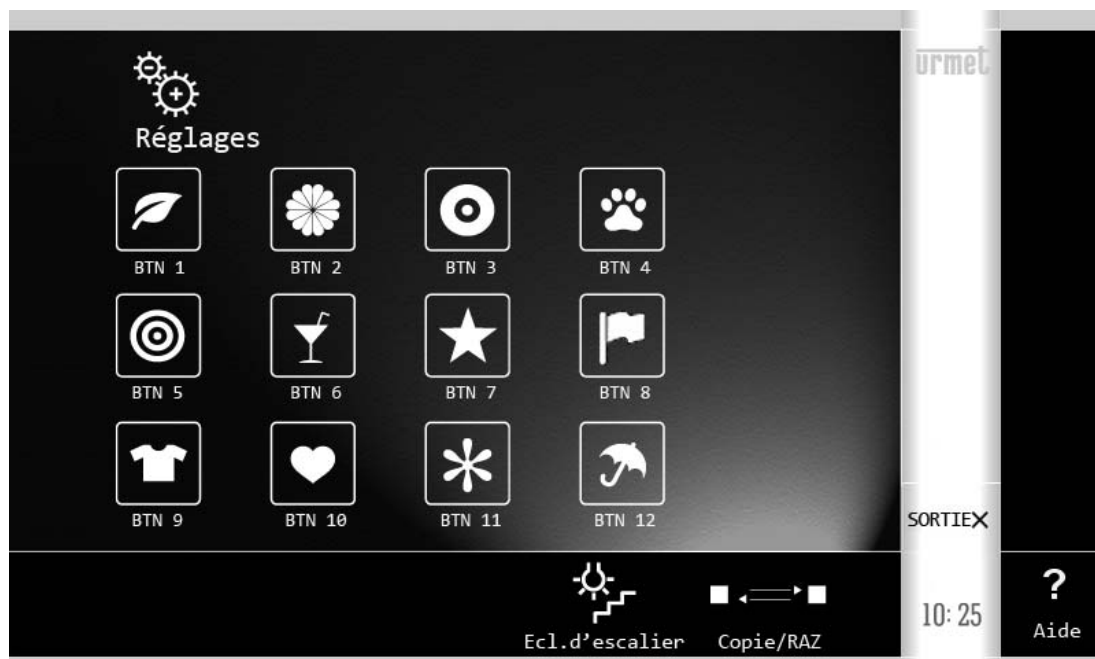 urmet
Réglages
BTN 1
BTN 2
BTN 3
BTN 4
BTN 5
BTN 6
BTN 7
BTN 8
BTN 9
BTN 10
BTN 11
BTN 12
SORTIEX
Ecl.d'escalier
Copie/RAZ
10:25
?
Aide